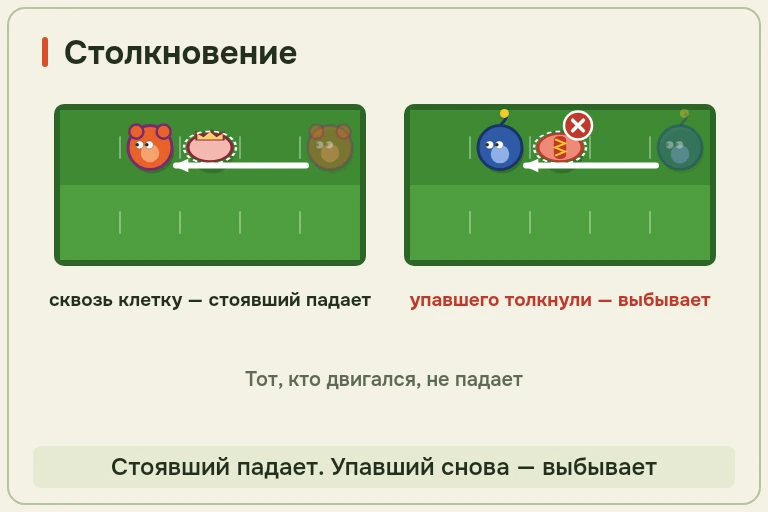 Столкновение
сквозь клетку — стоявший падает
упавшего толкнули — выбывает
Тот, кто двигался, не падает
Стоявший падает. Упавший снова — выбывает